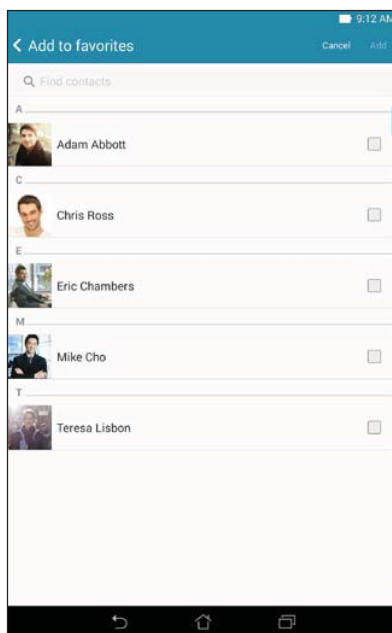 9:12 AM
Add to favorites
Cancel Add
Find contacts
A
Adam Abbott
C
Chris Ross
E
Eric Chambers
M
Mike Cho
T
Teresa Lisbon